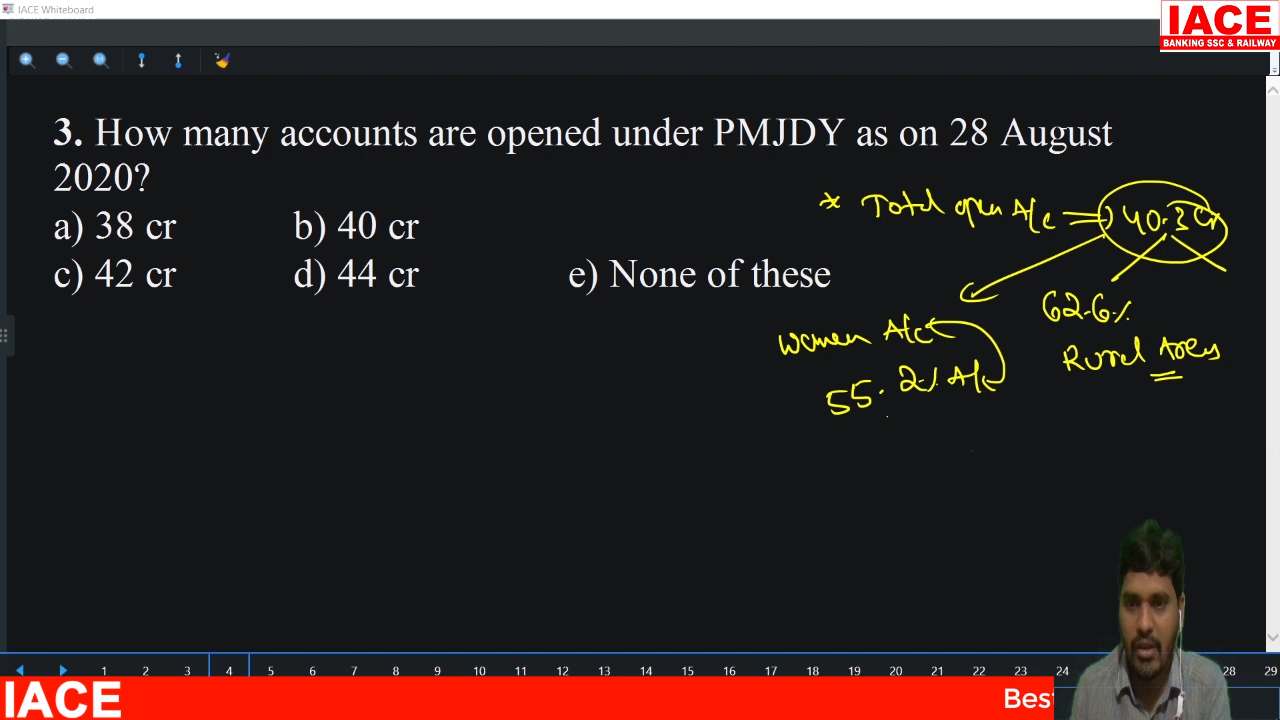 IACE Whiteboard
IACE
BANKING SSC & RAILWAY
3. How many accounts are opened under PMJDY as on 28 August
2020?
a) 38 cr b) 40 cr
c) 42 cr d) 44 cr e) None of these
* Total open A/c => 40.3 Cr
women A/c
55.2% A/c
62.6%
Rural Areas
1 2 3 4 5 6 7 8 9 10 11 12 13 14 15 16 17 18 19 20 21 22 23 24 28 29
IACE
Best